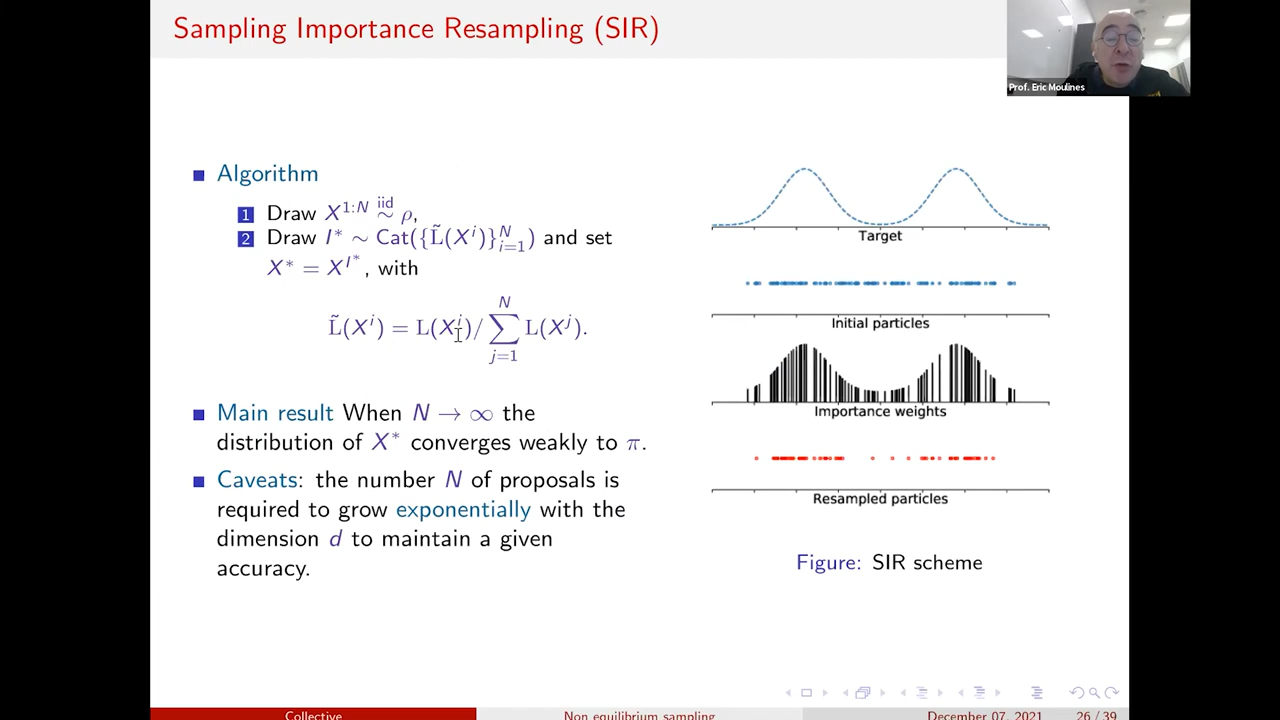 Sampling Importance Resampling (SIR)
Prof. Eric Moulines
Algorithm
1 Draw X^{1:N} \overset{iid}{∼} ρ,
2 Draw I* ∼ Cat({L̃(X^i)}_{i=1}^N) and set
X* = X^{I*}, with
L̃(X^i) = L(X^i)/ ∑_{j=1}^{N} L(X^j).
Main result When N → ∞ the
distribution of X* converges weakly to π.
Caveats: the number N of proposals is
required to grow exponentially with the
dimension d to maintain a given
accuracy.
Target
Initial particles
Importance weights
Resampled particles
Figure: SIR scheme
Collective
Non equilibrium sampling
December 07, 2021
26 / 39